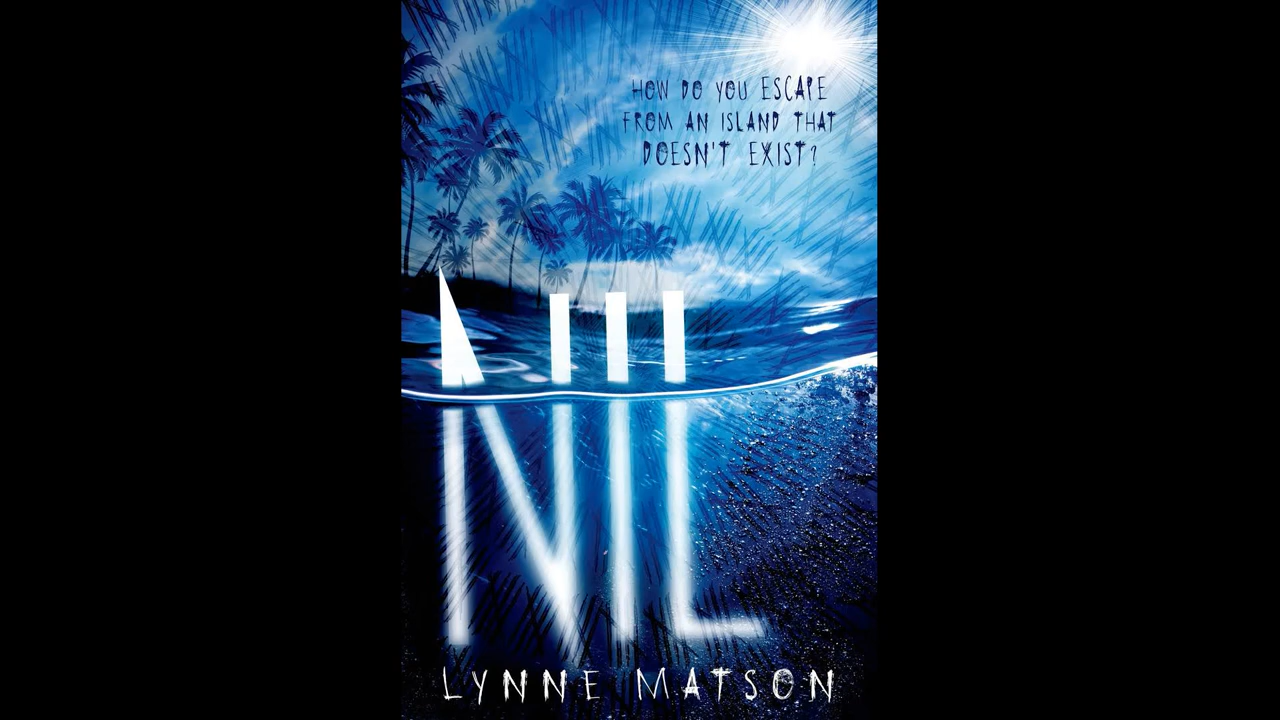 HOW DO YOU ESCAPE
FROM AN ISLAND THAT
DOESN'T EXIST?
NIL
LYNNE MATSON